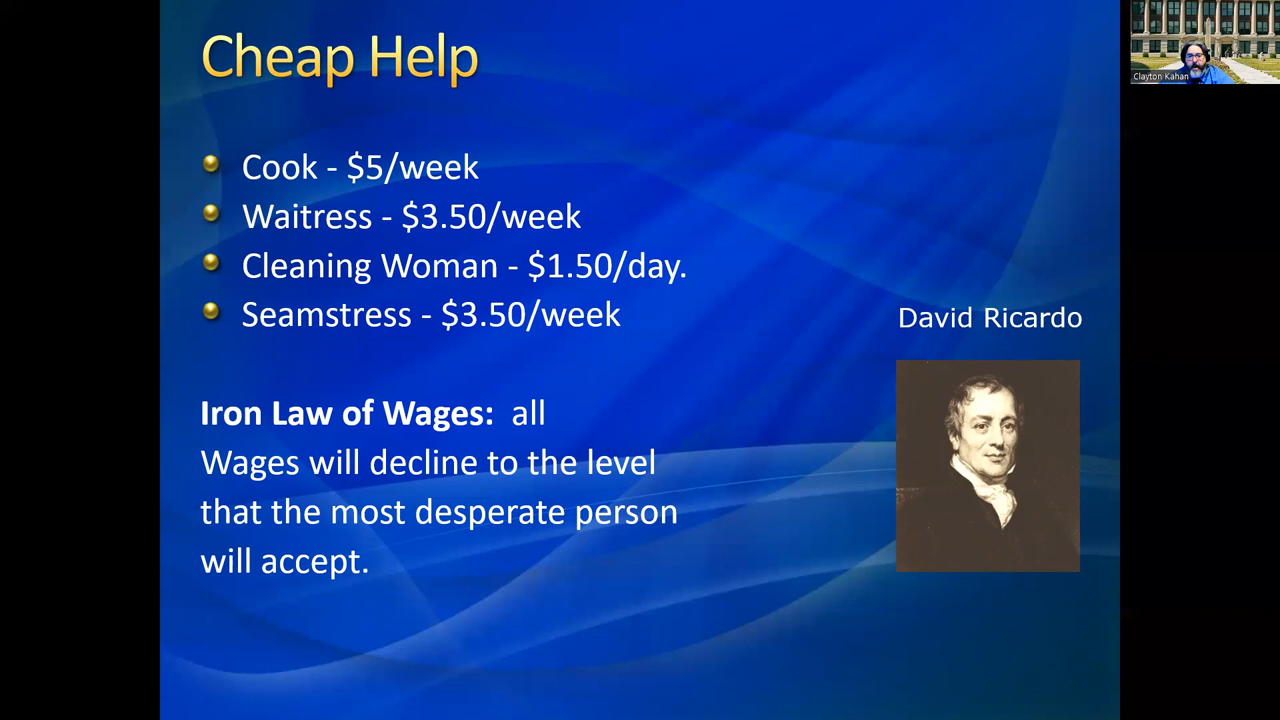 Cheap Help
Cook - $5/week
Waitress - $3.50/week
Cleaning Woman - $1.50/day.
Seamstress - $3.50/week
Iron Law of Wages: all
Wages will decline to the level
that the most desperate person
will accept.
David Ricardo
Clayton Kahan